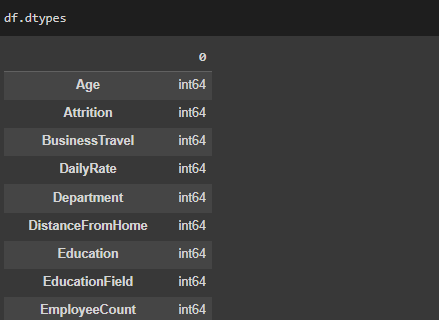 df.dtypes
0
Age int64
Attrition int64
BusinessTravel int64
DailyRate int64
Department int64
DistanceFromHome int64
Education int64
EducationField int64
EmployeeCount int64